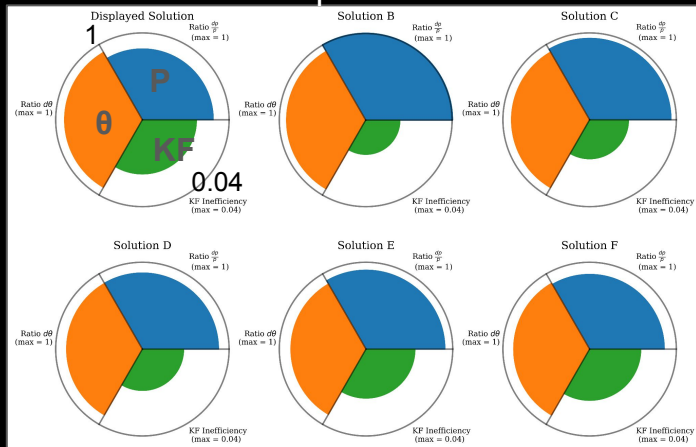 Displayed Solution
Ratio dp/p
(max = 1)
1
P
Ratio dθ
(max = 1)
θ
KF
0.04
KF Inefficiency
(max = 0.04)
Solution B
Ratio dp/p
(max = 1)
Ratio dθ
(max = 1)
KF Inefficiency
(max = 0.04)
Solution C
Ratio dp/p
(max = 1)
Ratio dθ
(max = 1)
KF Inefficiency
(max = 0.04)
Solution D
Ratio dp/p
(max = 1)
Ratio dθ
(max = 1)
KF Inefficiency
(max = 0.04)
Solution E
Ratio dp/p
(max = 1)
Ratio dθ
(max = 1)
KF Inefficiency
(max = 0.04)
Solution F
Ratio dp/p
(max = 1)
Ratio dθ
(max = 1)
KF Inefficiency
(max = 0.04)